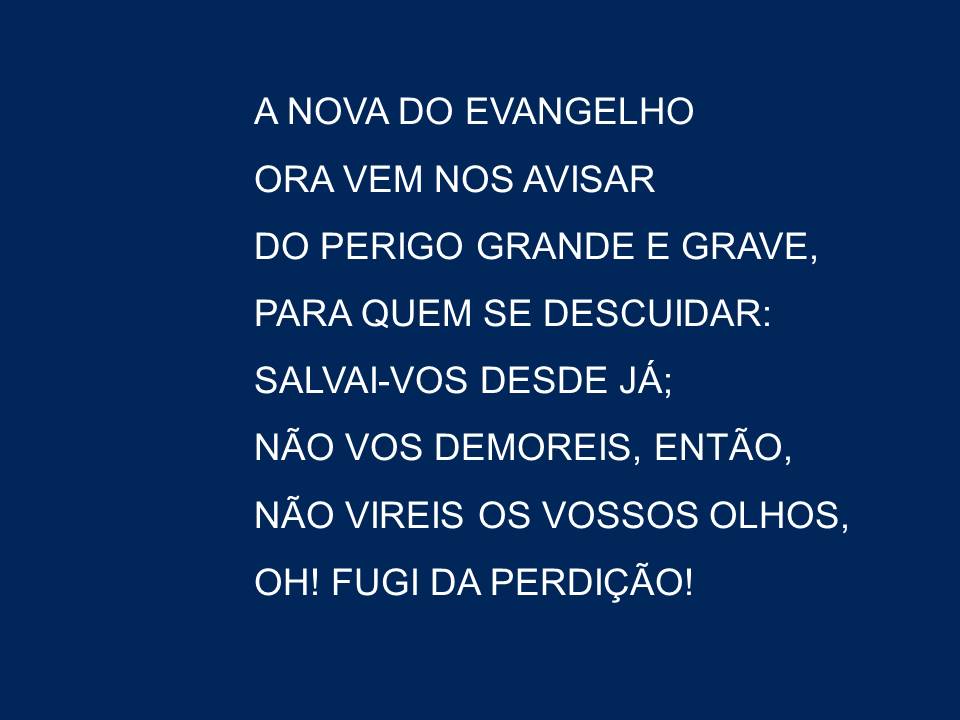 A NOVA DO EVANGELHO
ORA VEM NOS AVISAR
DO PERIGO GRANDE E GRAVE,
PARA QUEM SE DESCUIDAR:
SALVAI-VOS DESDE JÁ;
NÃO VOS DEMOREIS, ENTÃO,
NÃO VIREIS OS VOSSOS OLHOS,
OH! FUGI DA PERDIÇÃO!